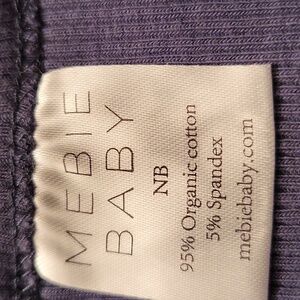 MEBIE
BABY
NB
95% Organic cotton
5% Spandex
mebiebaby.com